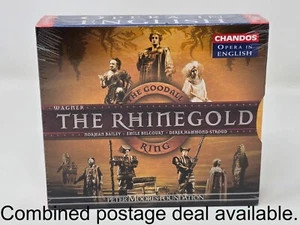 CHANDOS
OPERA IN
ENGLISH
THE GOODALL
WAGNER
THE RHINEGOLD
NORMAN BAILEY · EMILE BELCOURT · DEREK HAMMOND-STROUD
RING
PETER MOORES FOUNDATION
Combined postage deal available.